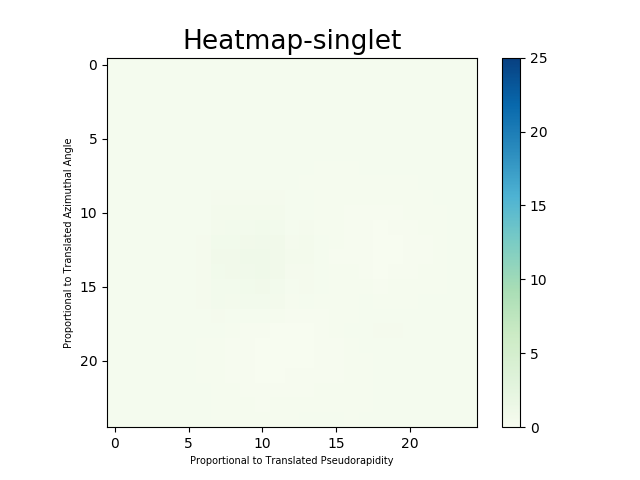 Heatmap-singlet
0
5
10
15
20
Proportional to Translated Azimuthal Angle
0 5 10 15 20
Proportional to Translated Pseudorapidity
25
20
15
10
5
0